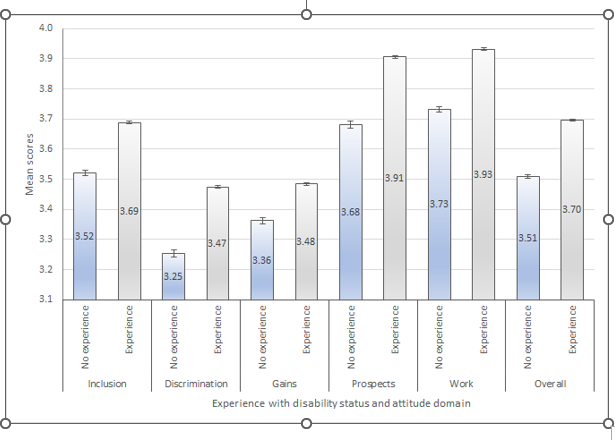 4.0
3.9
3.8
3.7
3.6
3.5
3.4
3.3
3.2
3.1
Mean scores
3.52
3.69
3.25
3.47
3.36
3.48
3.68
3.91
3.73
3.93
3.51
3.70
No experience
Experience
No experience
Experience
No experience
Experience
No experience
Experience
No experience
Experience
No experience
Experience
Inclusion Discrimination Gains Prospects Work Overall
Experience with disability status and attitude domain